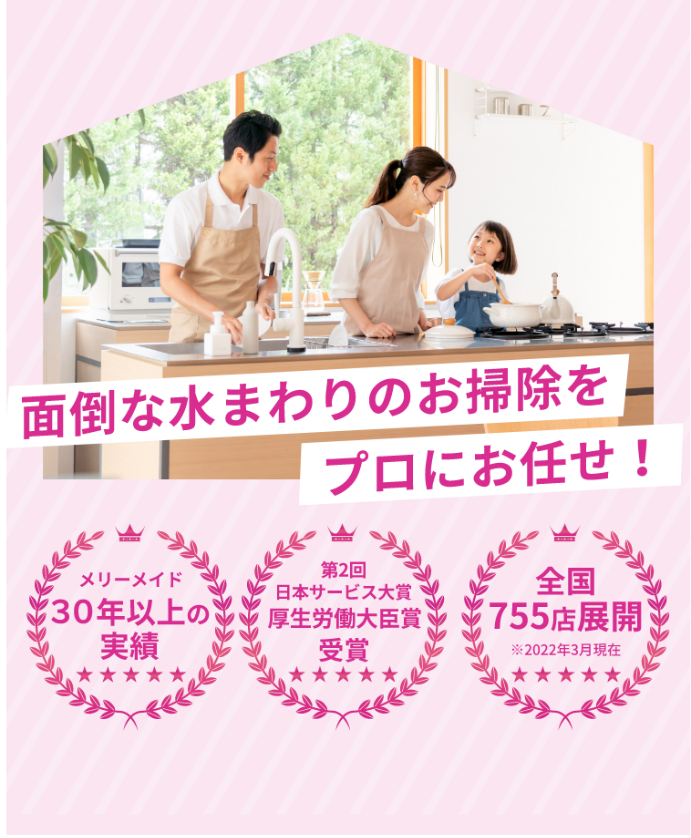 面倒な水まわりのお掃除を
プロにお任せ！
メリーメイド
30年以上の
実績
★★★★★
第2回
日本サービス大賞
厚生労働大臣賞
受賞
★★★★★
全国
755店展開
※2022年3月現在
★★★★★